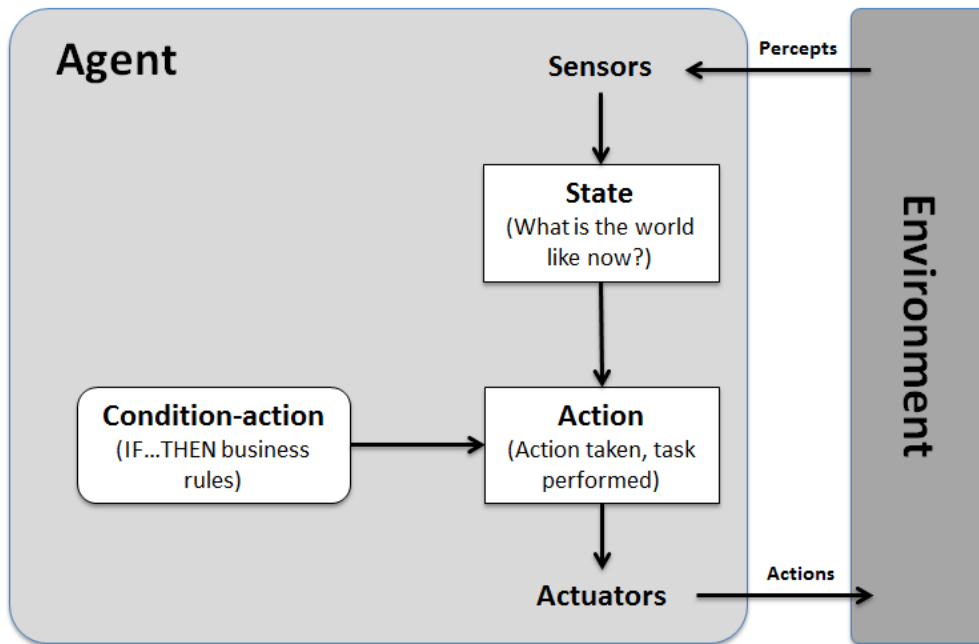 Agent
Percepts
Sensors
State
(What is the world
like now?)
Environment
Condition-action
(IF...THEN business
rules)
Action
(Action taken, task
performed)
Actions
Actuators